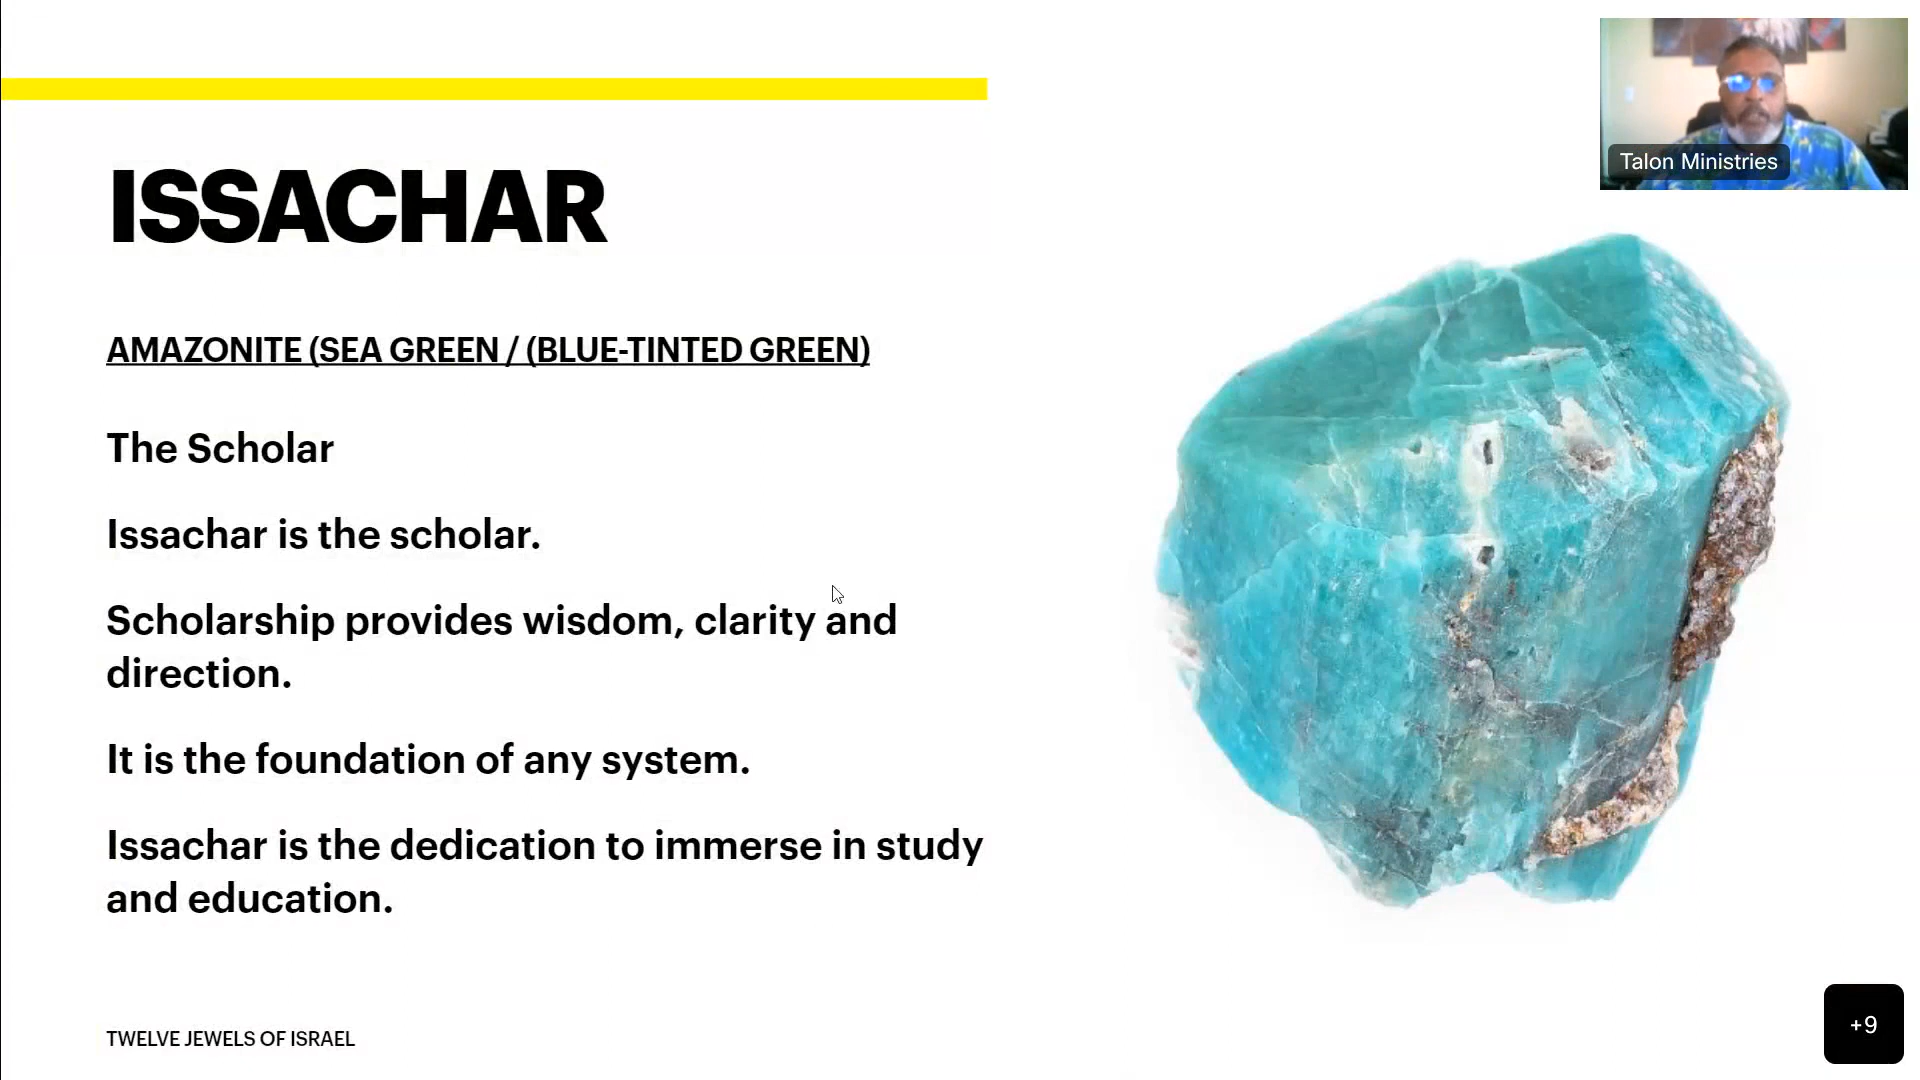 Talon Ministries
ISSACHAR
AMAZONITE (SEA GREEN / (BLUE-TINTED GREEN)
The Scholar
Issachar is the scholar.
Scholarship provides wisdom, clarity and
direction.
It is the foundation of any system.
Issachar is the dedication to immerse in study
and education.
TWELVE JEWELS OF ISRAEL
+9